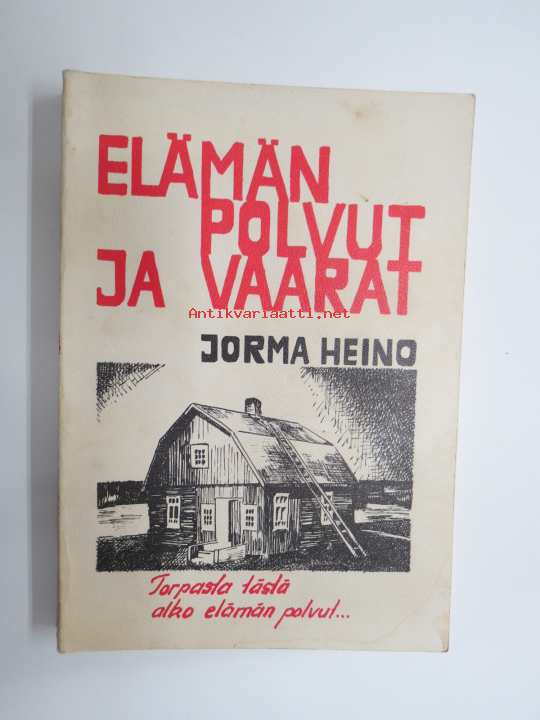 ELÄMÄN
POLVUT
JA VAARAT
Antikvariaatti.net
JORMA HEINO
Torpasta tästä
alko elämän polvut...